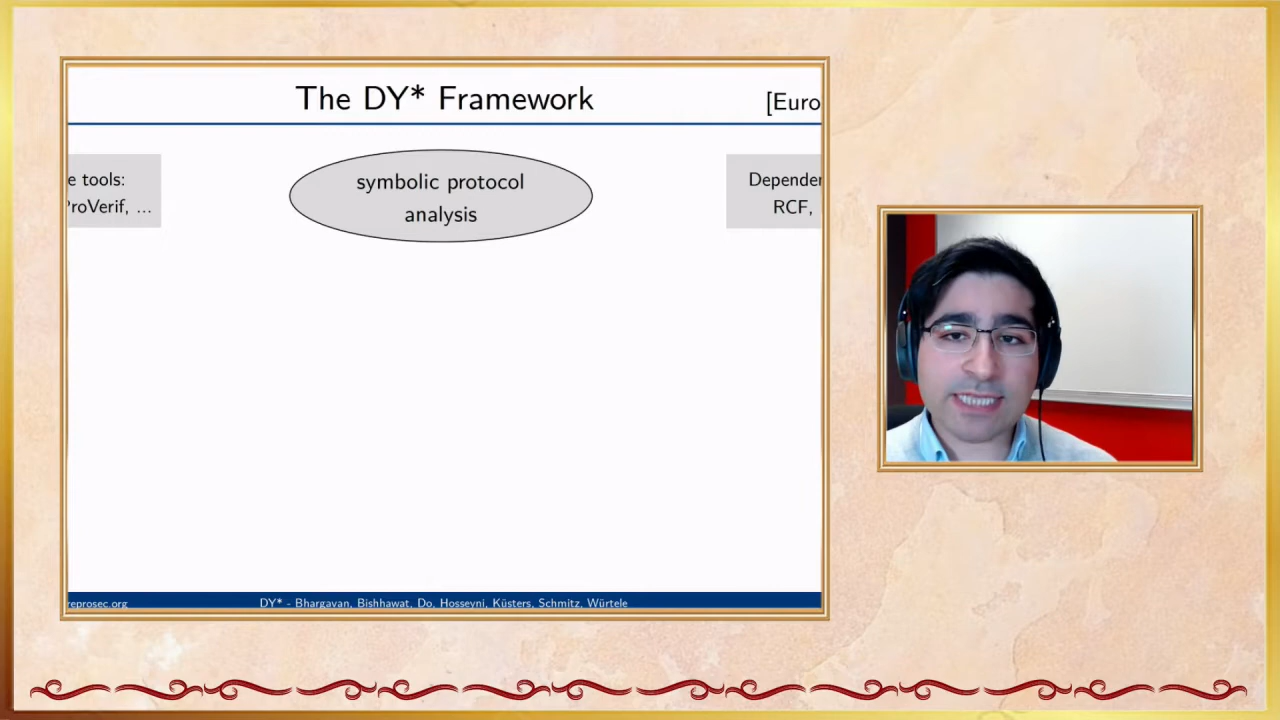 The DY* Framework
[Euro
e tools:
ProVerif, ...
symbolic protocol
analysis
Depender
RCF,
reprosec.org
DY* - Bhargavan, Bishhawat, Do, Hosseyni, Küsters, Schmitz, Würtele